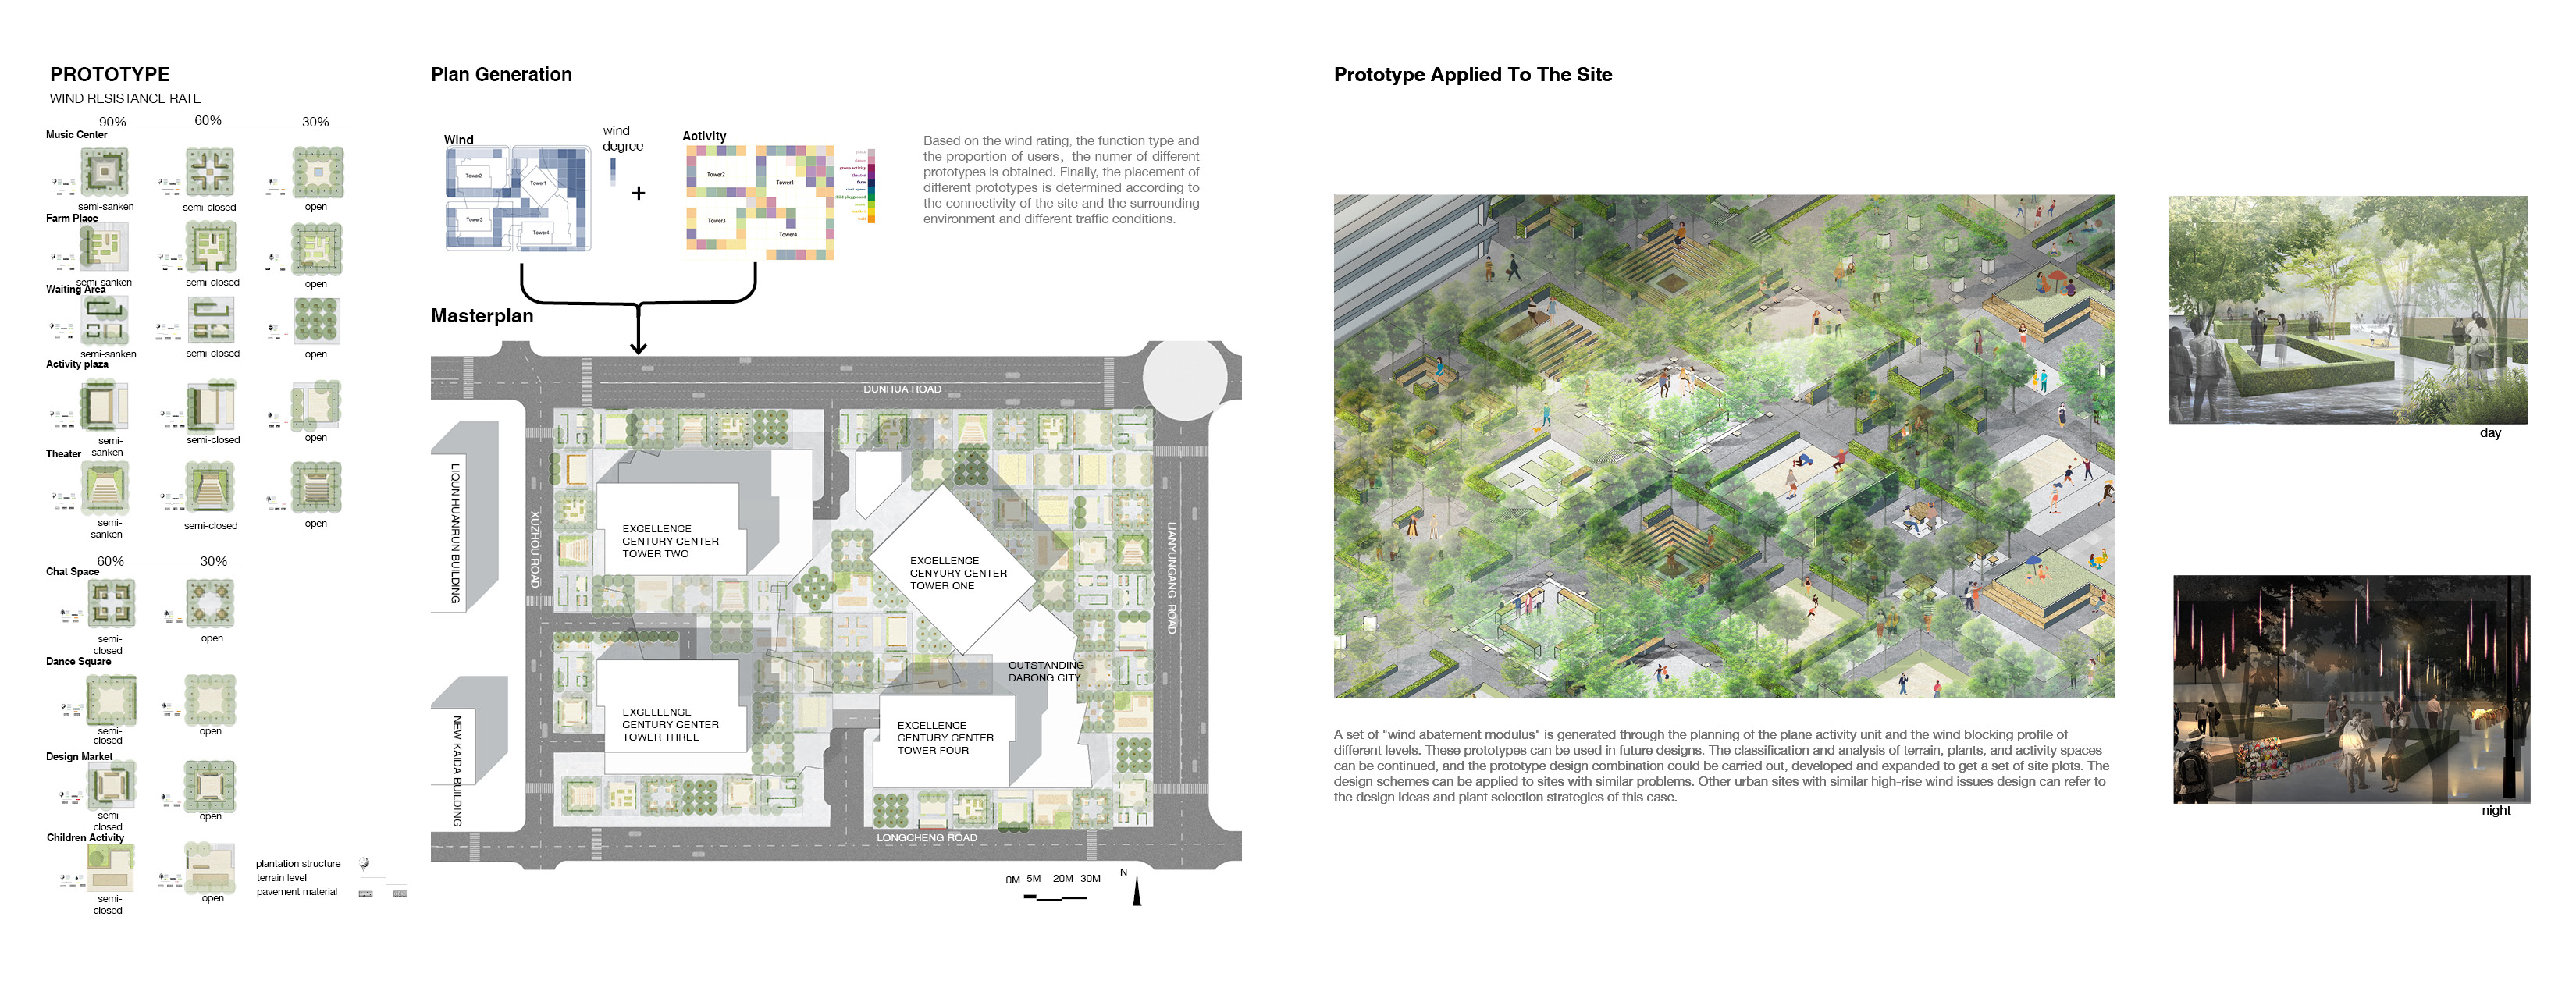 PROTOTYPE
WIND RESISTANCE RATE
90% 60% 30%
Music Center
semi-sanken semi-closed open
Farm Place
semi-sanken semi-closed open
Waiting Area
semi-sanken semi-closed open
Activity plaza
semi-
sanken
semi-closed open
Theater
semi-
sanken
semi-closed open
60% 30%
Chat Space
semi-
closed
open
Dance Square
semi-
closed
open
Design Market
semi-
closed
open
Children Activity
semi-
closed
open
plantation structure
terrain level
pavement material
Plan Generation
Wind
wind
degree
Tower2
Tower1
Tower3
Tower4
+
Activity
Tower2
Tower1
Tower3
Tower4
group activity
theater
farm
chat space
child playground
Based on the wind rating, the function type and
the proportion of users, the numer of different
prototypes is obtained. Finally, the placement of
different prototypes is determined according to
the connectivity of the site and the surrounding
environment and different traffic conditions.
Masterplan
DUNHUA ROAD
LIQUN HUANRUN BUILDING
XUZHOU ROAD
EXCELLENCE
CENTURY CENTER
TOWER TWO
EXCELLENCE
CENYURY CENTER
TOWER ONE
LIANYUNGANG ROAD
OUTSTANDING
DARONG CITY
NEW KAIDA BUILDING
EXCELLENCE
CENTURY CENTER
TOWER THREE
EXCELLENCE
CENTURY CENTER
TOWER FOUR
LONGCHENG ROAD
0M 5M 20M 30M
N
Prototype Applied To The Site
A set of "wind abatement modulus" is generated through the planning of the plane activity unit and the wind blocking profile of
different levels. These prototypes can be used in future designs. The classification and analysis of terrain, plants, and activity spaces
can be continued, and the prototype design combination could be carried out, developed and expanded to get a set of site plots. The
design schemes can be applied to sites with similar problems. Other urban sites with similar high-rise wind issues design can refer to
the design ideas and plant selection strategies of this case.
day
night